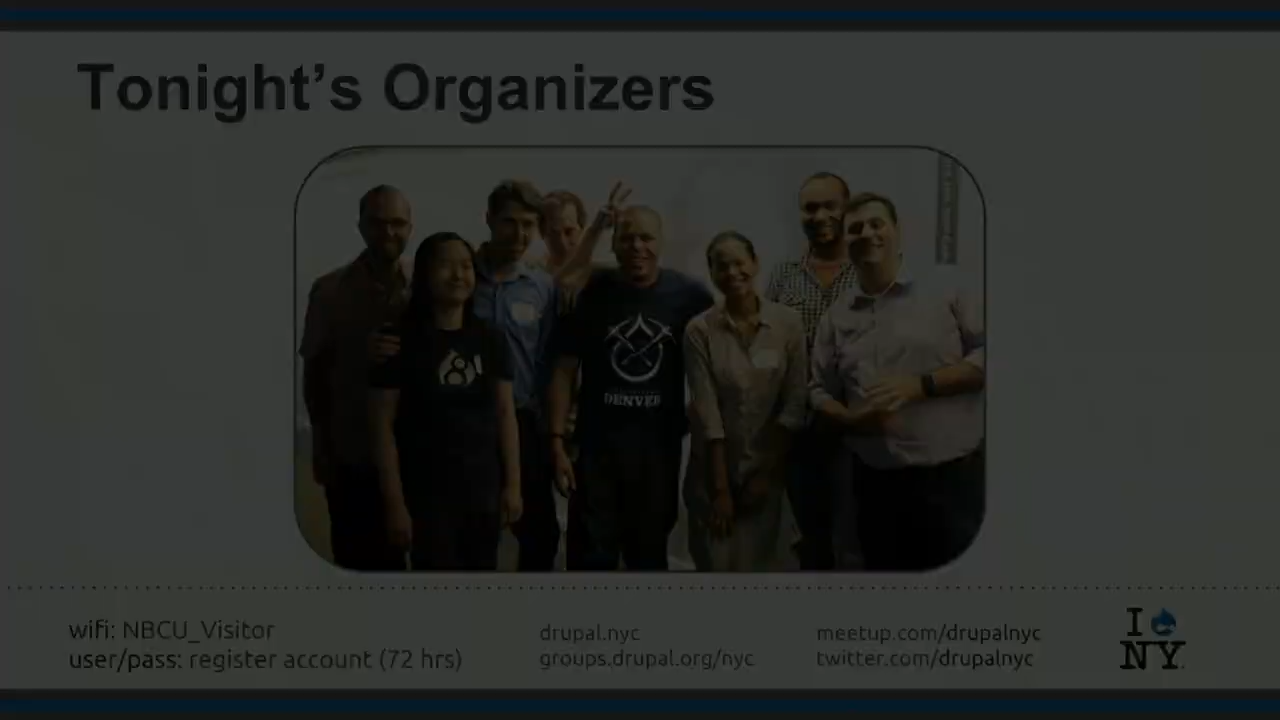 Tonight's Organizers
8
DENVER
wifi: NBCU_Visitor
user/pass: register account (72 hrs)
drupal.nyc
groups.drupal.org/nyc
meetup.com/drupalnyc
twitter.com/drupalnyc
I
NY